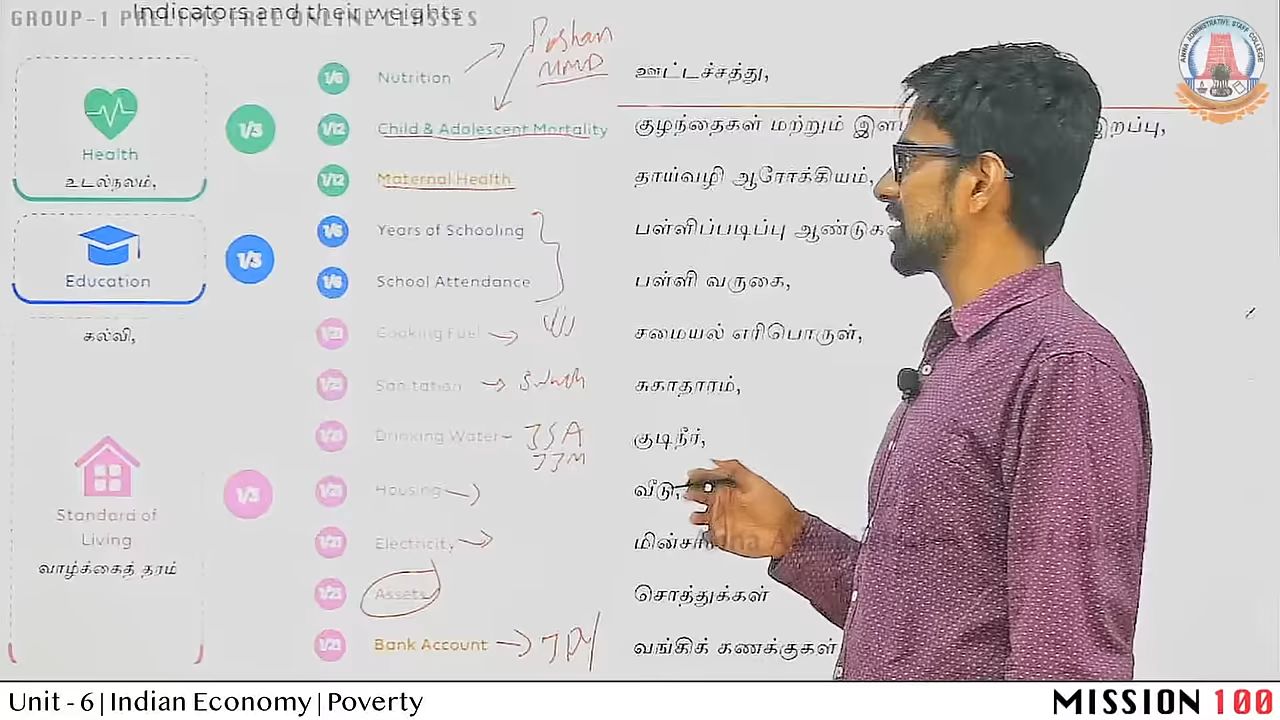 Indicators and their weights
GROUP-1 PRELIMS FREE ONLINE CLASSES
ANNA ADMINISTRATIVE STAFF COLLEGE
Poshan
1/6 Nutrition ஊட்டச்சத்து,
1/3 1/12 Child & Adolescent Mortality குழந்தைகள் மற்றும் இறப்பு,
Health
உடல்நலம்,
1/12 Maternal Health தாய்வழி ஆரோக்கியம்,
1/6 Years of Schooling பள்ளிப்படிப்பு
1/3
Education
1/6 School Attendance பள்ளி வருகை,
கல்வி,
1/21 Cooking Fuel சமையல் எரிபொருள்,
1/21 Sanitation சுகாதாரம்,
1/21 Drinking Water JSA குடிநீர்,
JJM
1/3 1/21 Housing வீடு,
Standard of
Living
வாழ்க்கைத் தரம்
1/21 Electricity
1/21 Assets சொத்துக்கள்
1/21 Bank Account வங்கிக் கணக்குகள்
Unit - 6 | Indian Economy | Poverty
MISSION 100